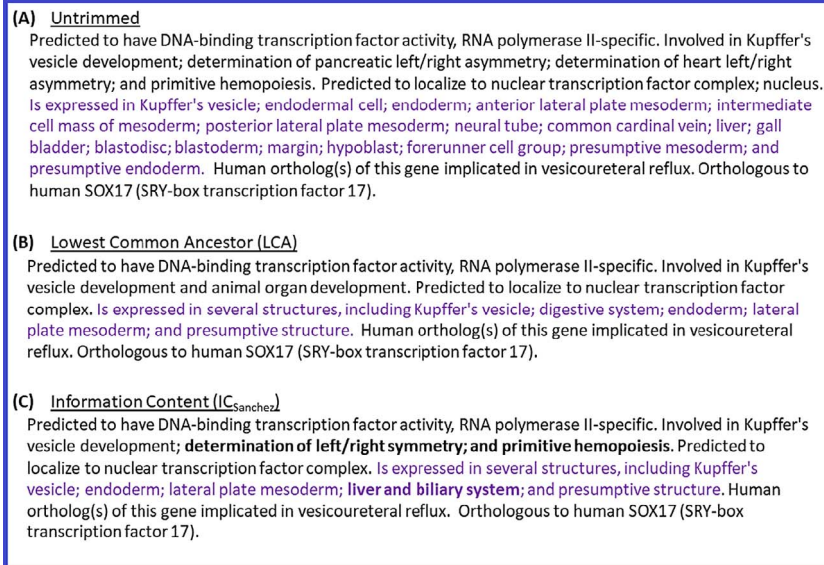 (A) Untrimmed
Predicted to have DNA-binding transcription factor activity, RNA polymerase II-specific. Involved in Kupffer's
vesicle development; determination of pancreatic left/right asymmetry; determination of heart left/right
asymmetry; and primitive hemopoiesis. Predicted to localize to nuclear transcription factor complex; nucleus.
Is expressed in Kupffer's vesicle; endodermal cell; endoderm; anterior lateral plate mesoderm; intermediate
cell mass of mesoderm; posterior lateral plate mesoderm; neural tube; common cardinal vein; liver; gall
bladder; blastodisc; blastoderm; margin; hypoblast; forerunner cell group; presumptive mesoderm; and
presumptive endoderm. Human ortholog(s) of this gene implicated in vesicoureteral reflux. Orthologous to
human SOX17 (SRY-box transcription factor 17).
(B) Lowest Common Ancestor (LCA)
Predicted to have DNA-binding transcription factor activity, RNA polymerase II-specific. Involved in Kupffer's
vesicle development and animal organ development. Predicted to localize to nuclear transcription factor
complex. Is expressed in several structures, including Kupffer's vesicle; digestive system; endoderm; lateral
plate mesoderm; and presumptive structure. Human ortholog(s) of this gene implicated in vesicoureteral
reflux. Orthologous to human SOX17 (SRY-box transcription factor 17).
(C) Information Content (ICSanchez)
Predicted to have DNA-binding transcription factor activity, RNA polymerase II-specific. Involved in Kupffer's
vesicle development; determination of left/right symmetry; and primitive hemopoiesis. Predicted to
localize to nuclear transcription factor complex. Is expressed in several structures, including Kupffer's
vesicle; endoderm; lateral plate mesoderm; liver and biliary system; and presumptive structure. Human
ortholog(s) of this gene implicated in vesicoureteral reflux. Orthologous to human SOX17 (SRY-box
transcription factor 17).